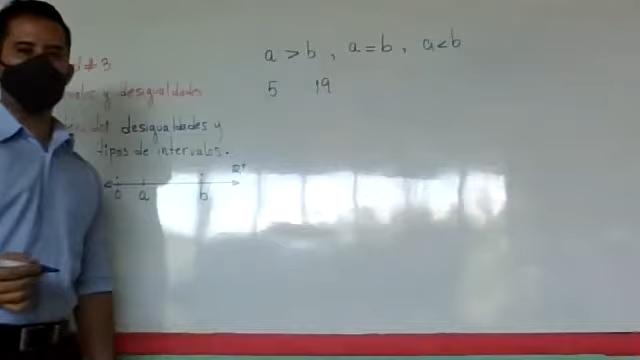 #3
y desigualdades
desigualdades y
tipos de intervalos.
0 a b
a > b , a = b , a < b
5 19